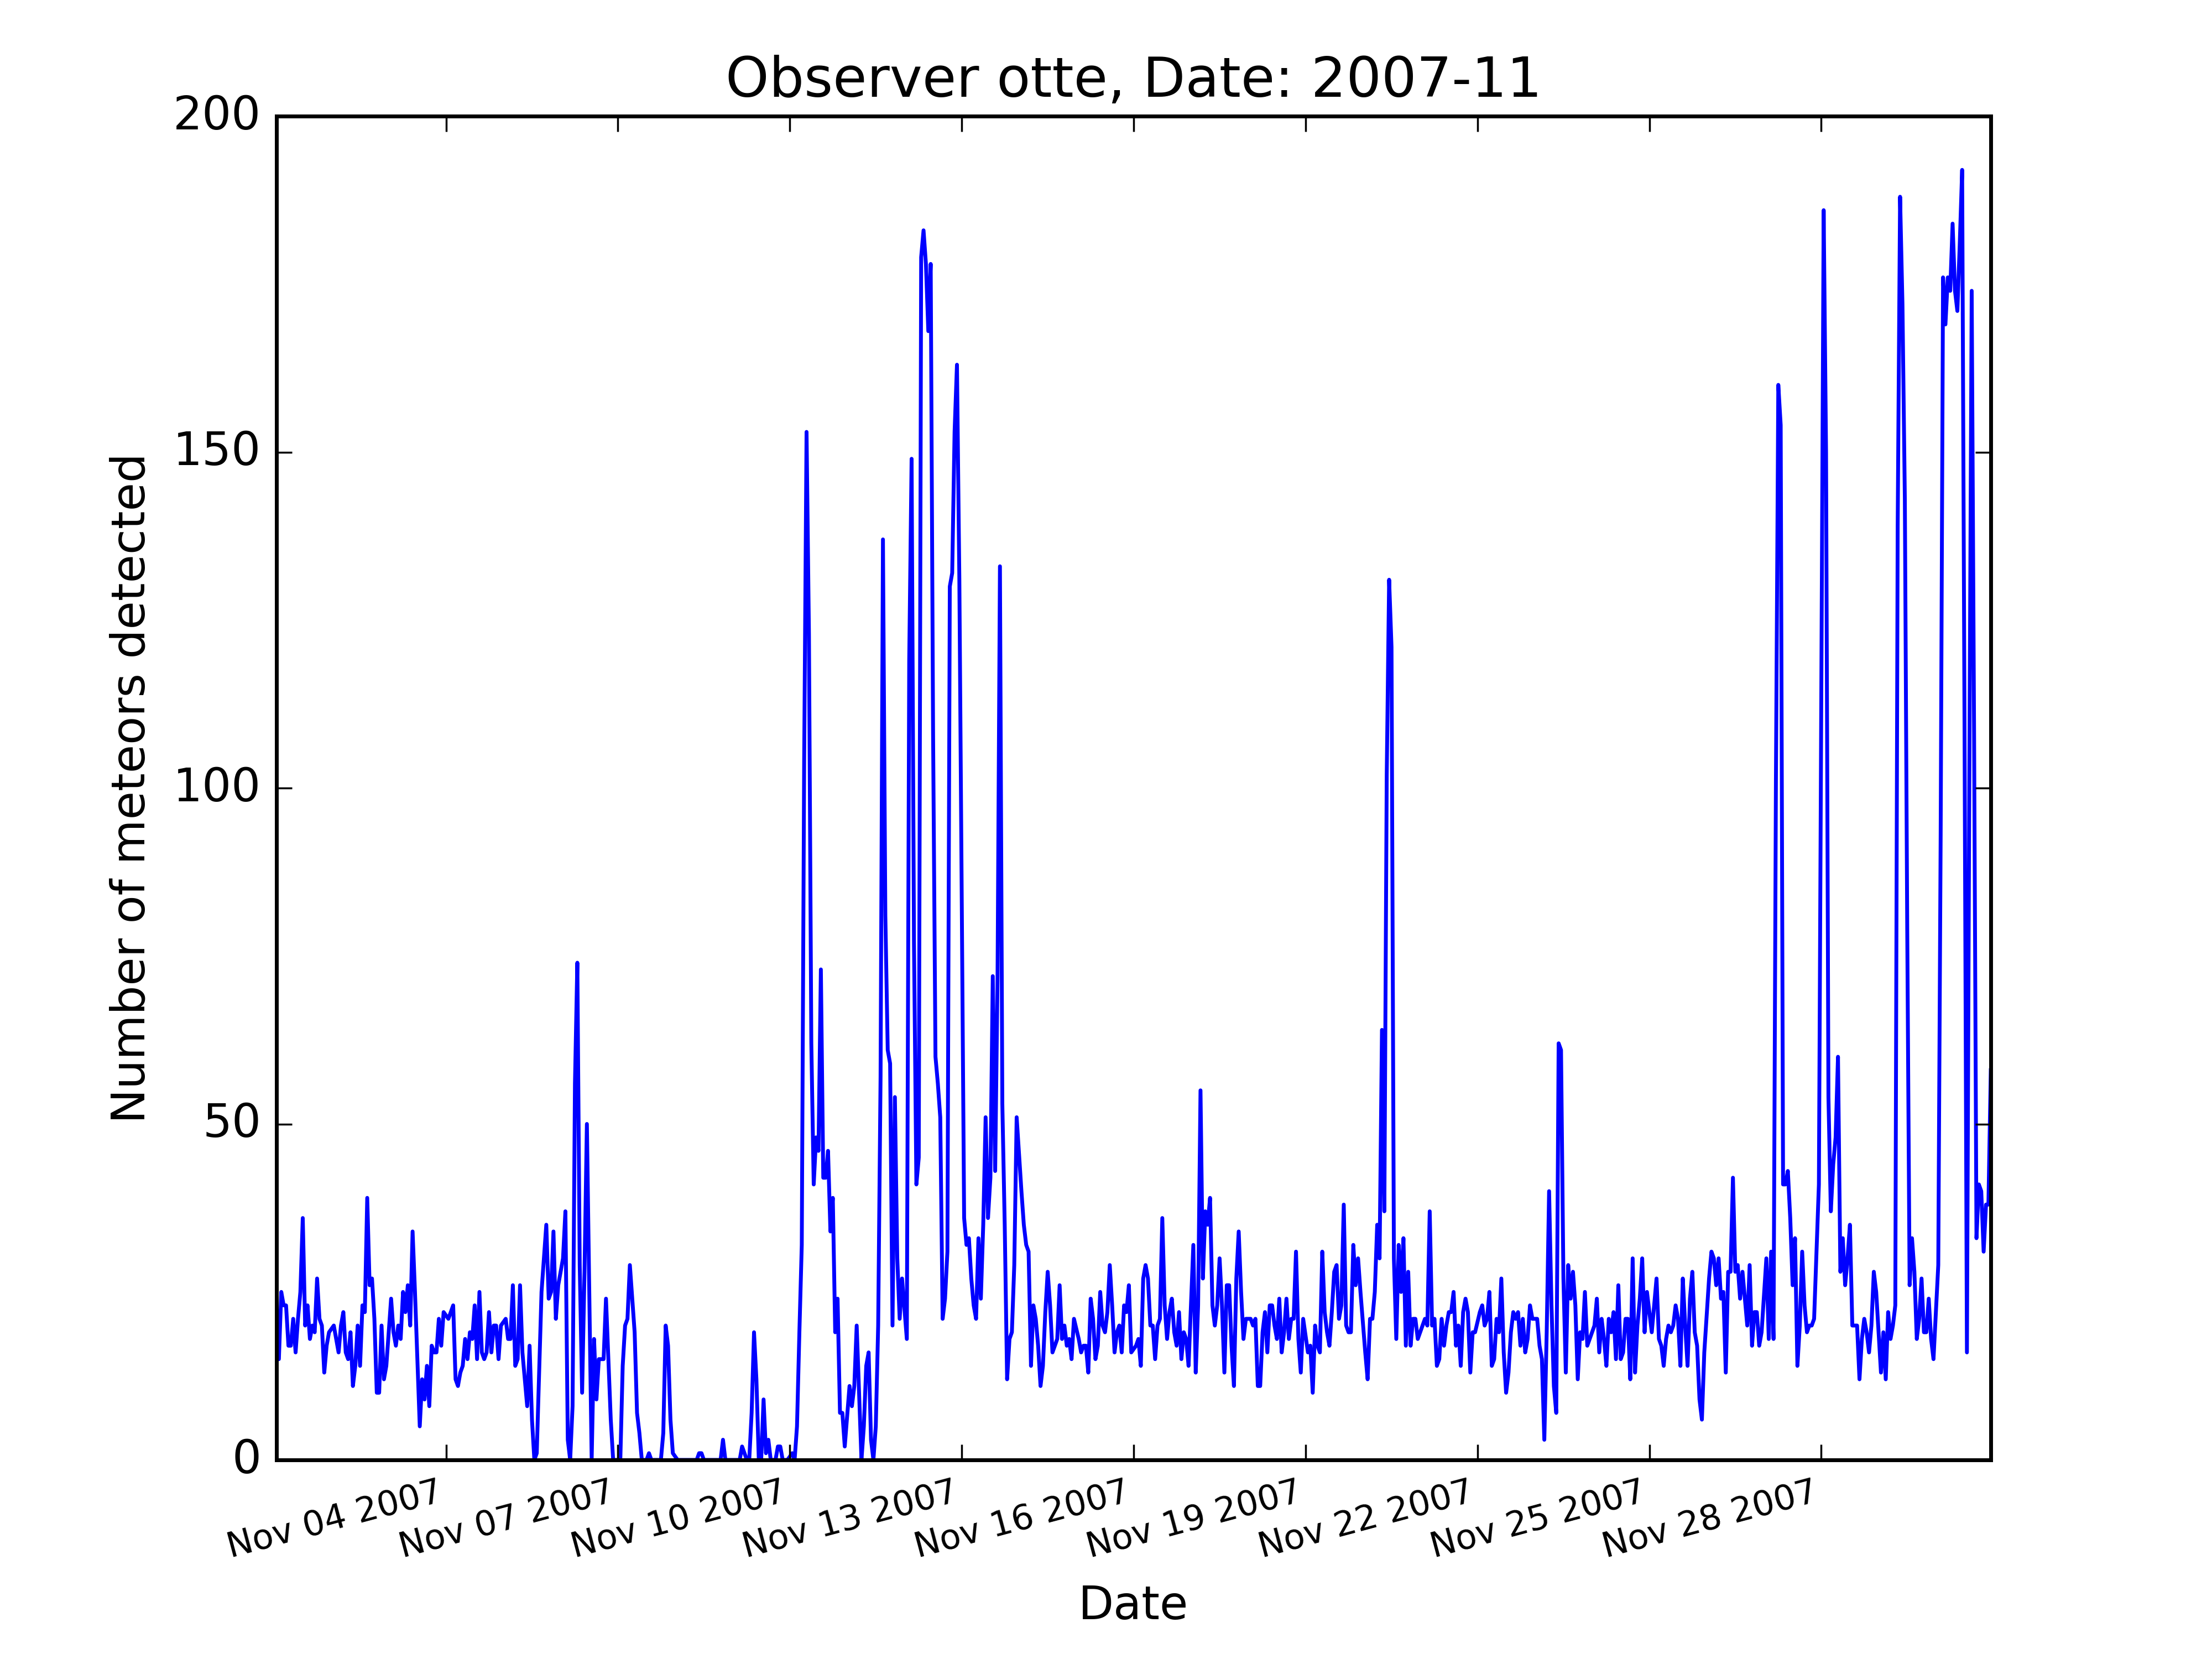 Observer otte, Date: 2007-11
200
150
100
50
0
Number of meteors detected
Nov 04 2007
Nov 07 2007
Nov 10 2007
Nov 13 2007
Nov 16 2007
Nov 19 2007
Nov 22 2007
Nov 25 2007
Nov 28 2007
Date